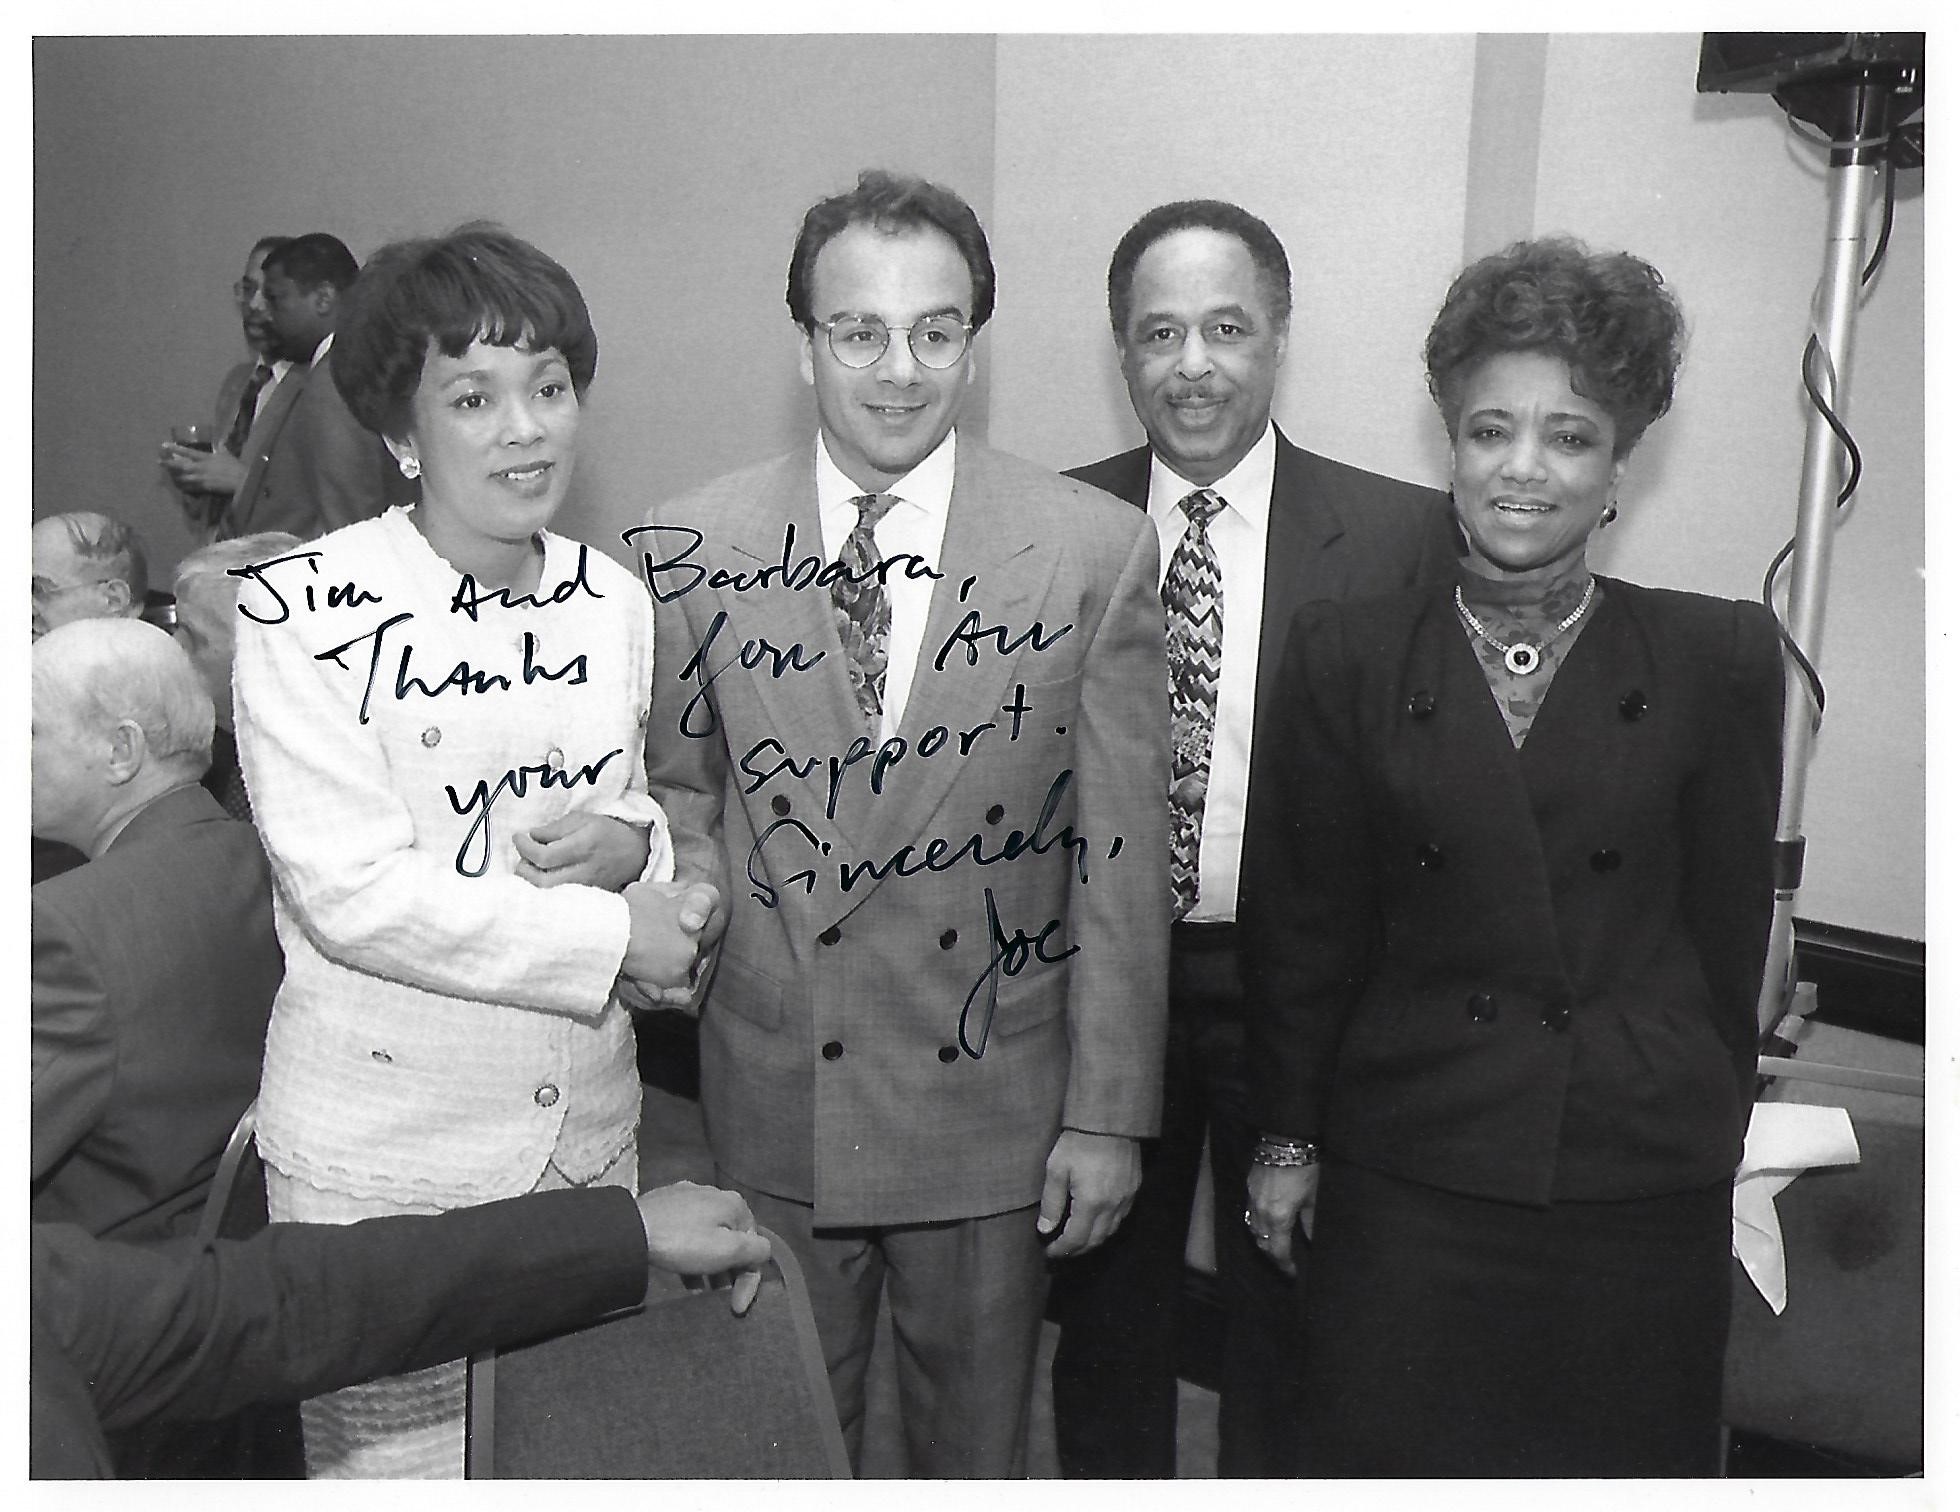 Jim and Barbara,
Thanks for all
your support.
Sincerely,
Joe